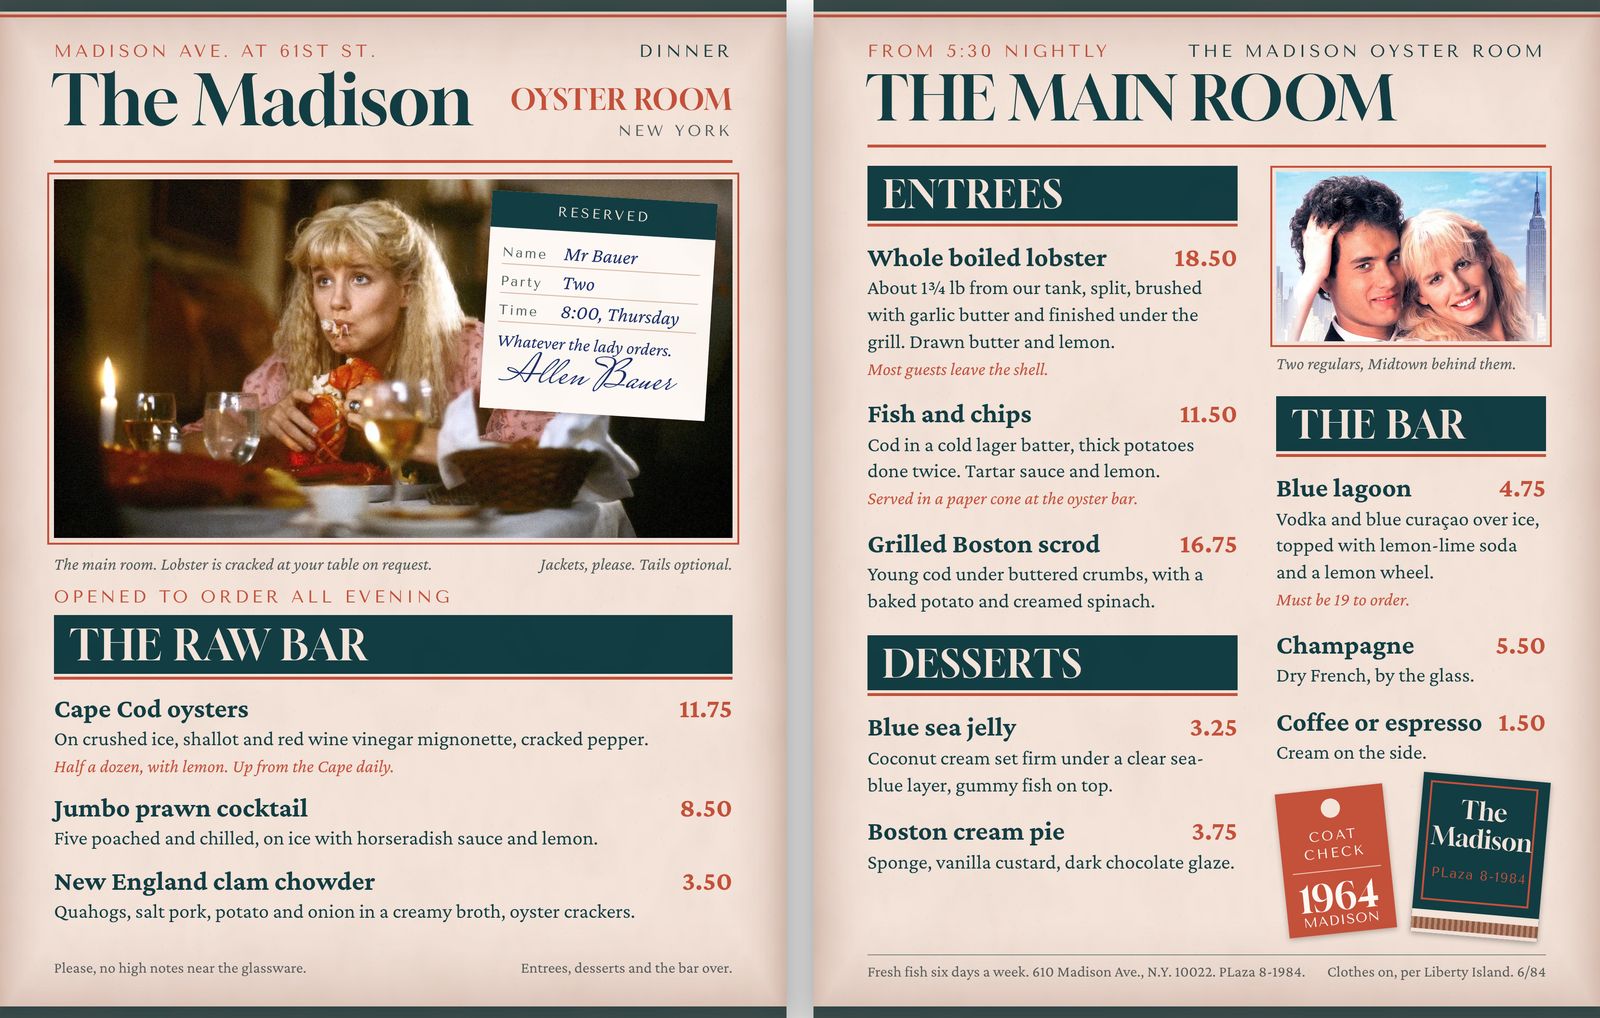 MADISON AVE. AT 61ST ST.
DINNER
The Madison
OYSTER ROOM
NEW YORK
RESERVED
Name Mr Bauer
Party Two
Time 8:00, Thursday
Whatever the lady orders.
Allen Bauer
The main room. Lobster is cracked at your table on request.
Jackets, please. Tails optional.
OPENED TO ORDER ALL EVENING
THE RAW BAR
Cape Cod oysters 11.75
On crushed ice, shallot and red wine vinegar mignonette, cracked pepper.
Half a dozen, with lemon. Up from the Cape daily.
Jumbo prawn cocktail 8.50
Five poached and chilled, on ice with horseradish sauce and lemon.
New England clam chowder 3.50
Quahogs, salt pork, potato and onion in a creamy broth, oyster crackers.
Please, no high notes near the glassware.
Entrees, desserts and the bar over.
FROM 5:30 NIGHTLY
THE MADISON OYSTER ROOM
THE MAIN ROOM
ENTREES
Whole boiled lobster 18.50
About 1¾ lb from our tank, split, brushed
with garlic butter and finished under the
grill. Drawn butter and lemon.
Most guests leave the shell.
Fish and chips 11.50
Cod in a cold lager batter, thick potatoes
done twice. Tartar sauce and lemon.
Served in a paper cone at the oyster bar.
Grilled Boston scrod 16.75
Young cod under buttered crumbs, with a
baked potato and creamed spinach.
DESSERTS
Blue sea jelly 3.25
Coconut cream set firm under a clear sea-
blue layer, gummy fish on top.
Boston cream pie 3.75
Sponge, vanilla custard, dark chocolate glaze.
Two regulars, Midtown behind them.
THE BAR
Blue lagoon 4.75
Vodka and blue curaçao over ice,
topped with lemon-lime soda
and a lemon wheel.
Must be 19 to order.
Champagne 5.50
Dry French, by the glass.
Coffee or espresso 1.50
Cream on the side.
COAT
CHECK
1964
MADISON
The
Madison
PLaza 8-1984
Fresh fish six days a week. 610 Madison Ave., N.Y. 10022. PLaza 8-1984.
Clothes on, per Liberty Island. 6/84